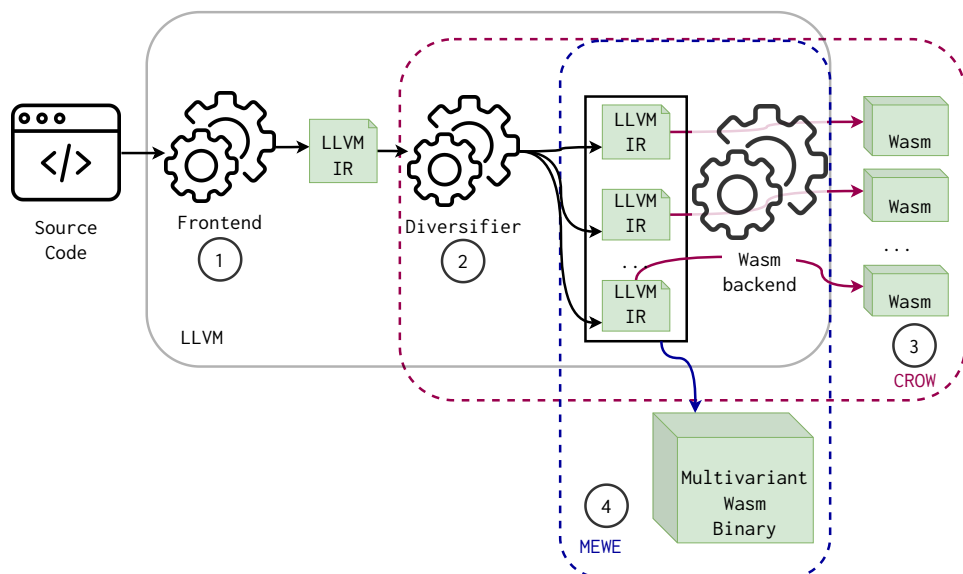 Source
Code
</>
Frontend
1
LLVM
IR
LLVM
Diversifier
2
LLVM
IR
LLVM
IR
...
LLVM
IR
Wasm
backend
Wasm
Wasm
...
Wasm
3
CROW
Multivariant
Wasm
Binary
4
MEWE